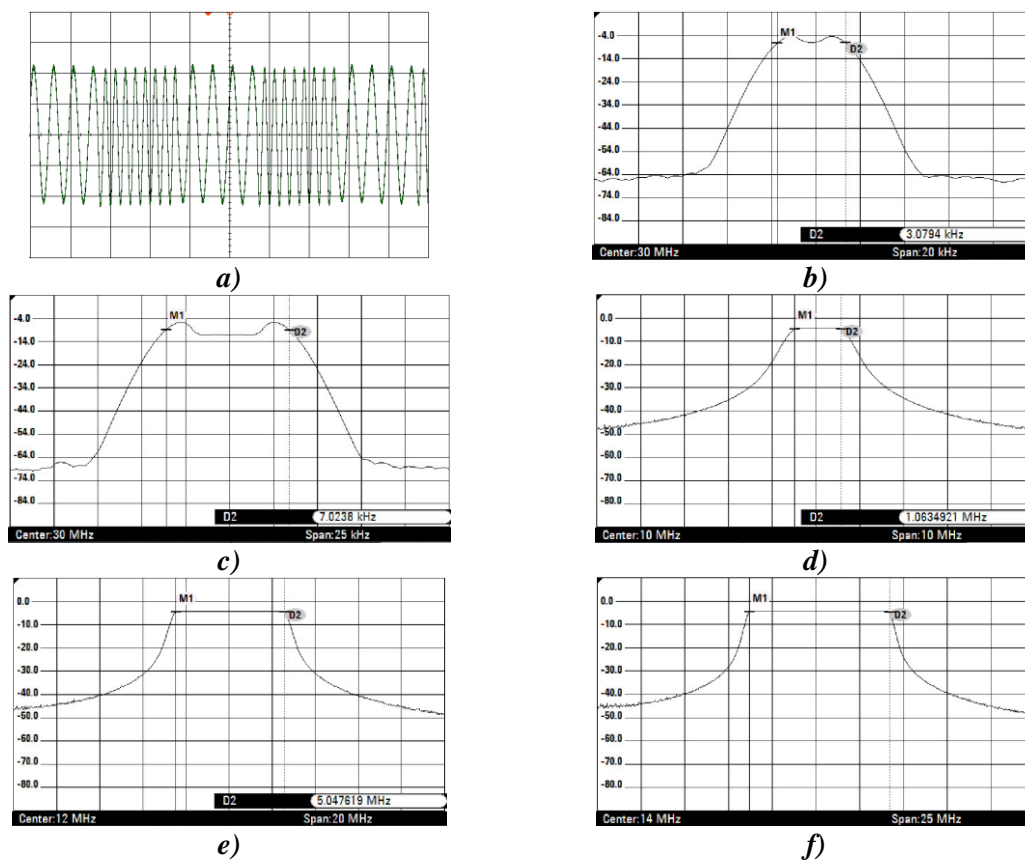 a)
-4.0
-14.0
-24.0
-34.0
-44.0
-54.0
-64.0
-74.0
-84.0
M1
D2
D2 3.0794 kHz
Center:30 MHz Span:20 kHz
b)
-4.0
-14.0
-24.0
-34.0
-44.0
-54.0
-64.0
-74.0
-84.0
M1
D2
D2 7.0238 kHz
Center:30 MHz Span:25 kHz
c)
0.0
-10.0
-20.0
-30.0
-40.0
-50.0
-60.0
-70.0
-80.0
M1
D2
D2 1.0634921 MHz
Center:10 MHz Span:10 MHz
d)
0.0
-10.0
-20.0
-30.0
-40.0
-50.0
-60.0
-70.0
-80.0
M1
D2
D2 5.047619 MHz
Center:12 MHz Span:20 MHz
e)
0.0
-10.0
-20.0
-30.0
-40.0
-50.0
-60.0
-70.0
-80.0
M1
D2
Center:14 MHz Span:25 MHz
f)